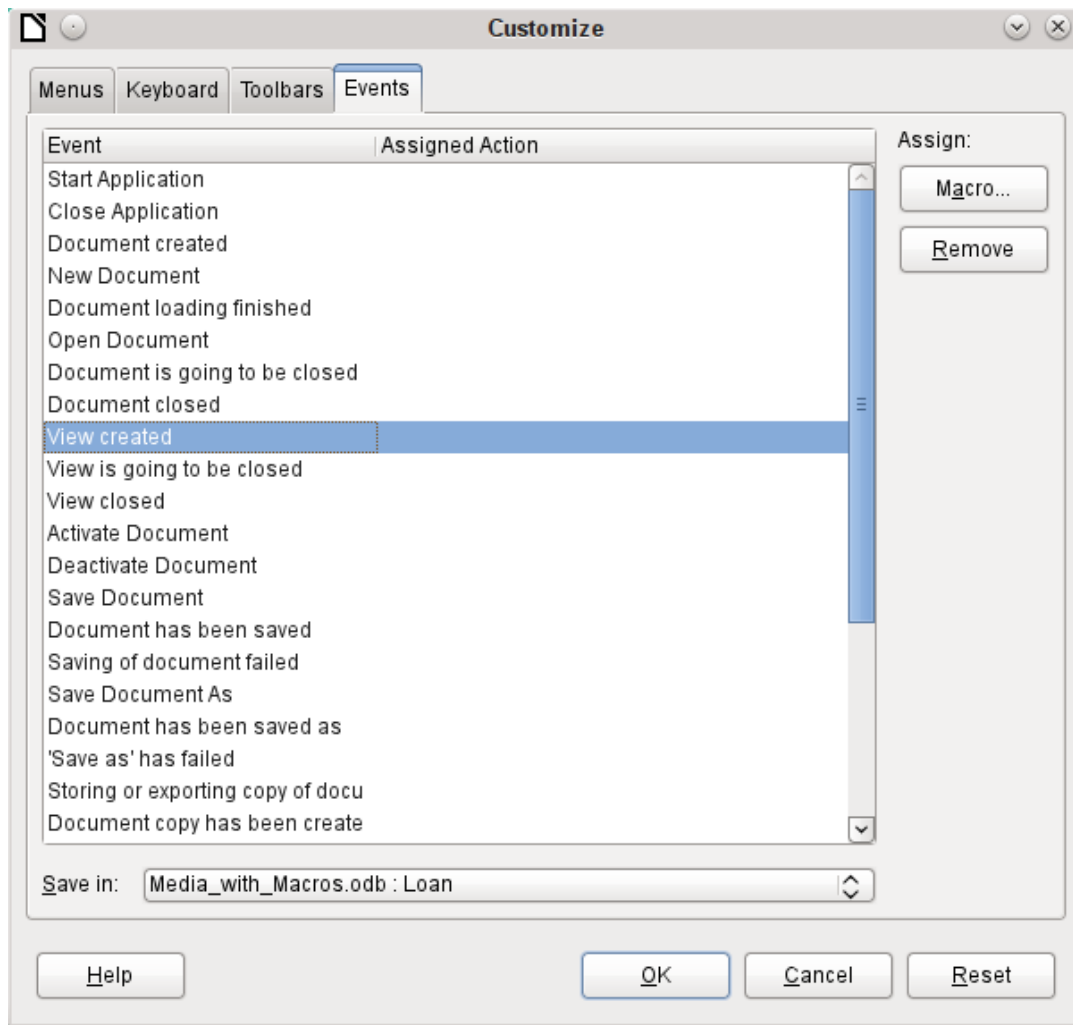 Customize
Menus Keyboard Toolbars Events
Event Assigned Action
Assign:
Start Application
Macro...
Close Application
Document created
Remove
New Document
Document loading finished
Open Document
Document is going to be closed
Document closed
View created
View is going to be closed
View closed
Activate Document
Deactivate Document
Save Document
Document has been saved
Saving of document failed
Save Document As
Document has been saved as
'Save as' has failed
Storing or exporting copy of docu
Document copy has been create
Save in: Media_with_Macros.odb : Loan
Help OK Cancel Reset